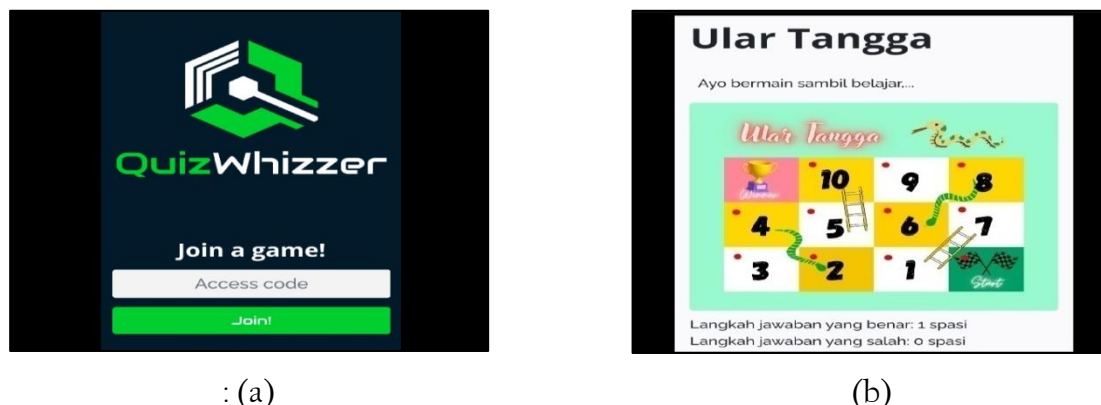 QuizWhizzer
Join a game!
Access code
Join!
: (a)
Ular Tangga
Ayo bermain sambil belajar,...
Ular Tangga
Winner
10
9
8
4
5
6
7
3
2
1
Start
Langkah jawaban yang benar: 1 spasi
Langkah jawaban yang salah: 0 spasi
(b)